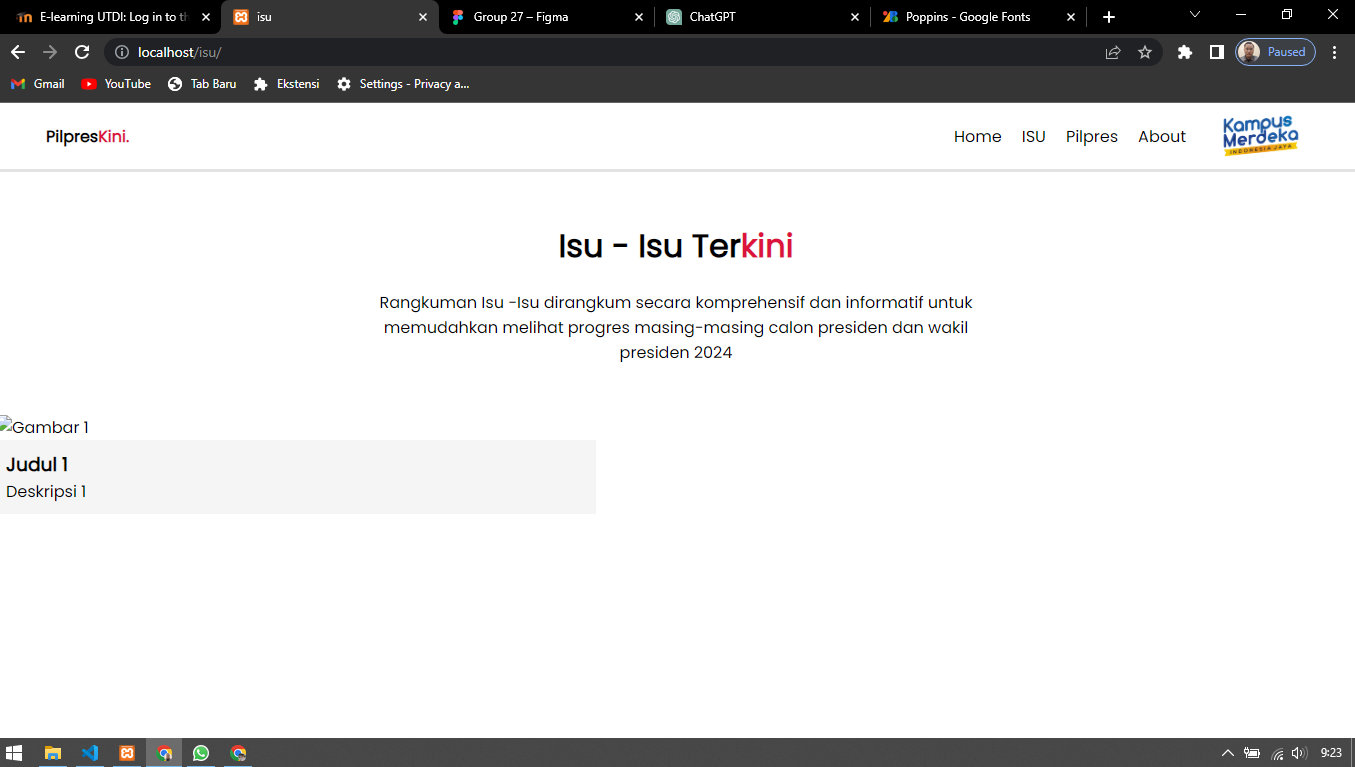 E-learning UTDI: Log in to th
isu
Group 27 – Figma
ChatGPT
Poppins - Google Fonts
localhost/isu/
Paused
Gmail
YouTube
Tab Baru
Ekstensi
Settings - Privacy a...
PilpresKini.
Home
ISU
Pilpres
About
Kampus
Merdeka
INDONESIA JAYA
Isu - Isu Terkini
Rangkuman Isu -Isu dirangkum secara komprehensif dan informatif untuk
memudahkan melihat progres masing-masing calon presiden dan wakil
presiden 2024
Gambar 1
Judul 1
Deskripsi 1
9:23